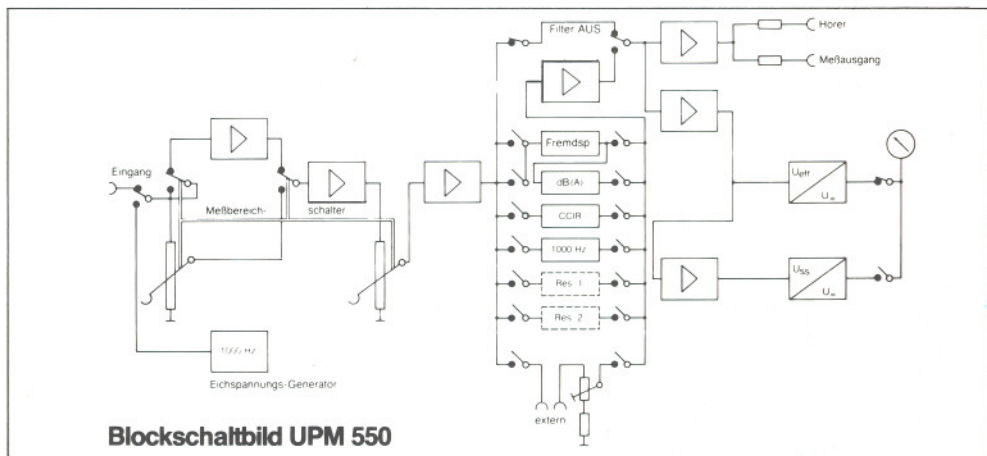 Filter AUS
Hörer
Meßausgang
Eingang
Fremdsp
dB(A)
Meßbereich-
schalter
CCIR
1000 Hz
Res. 1
Res. 2
Ueff
U=
Uss
U=
1000 Hz
Eichspannungs-Generator
extern
Blockschaltbild UPM 550